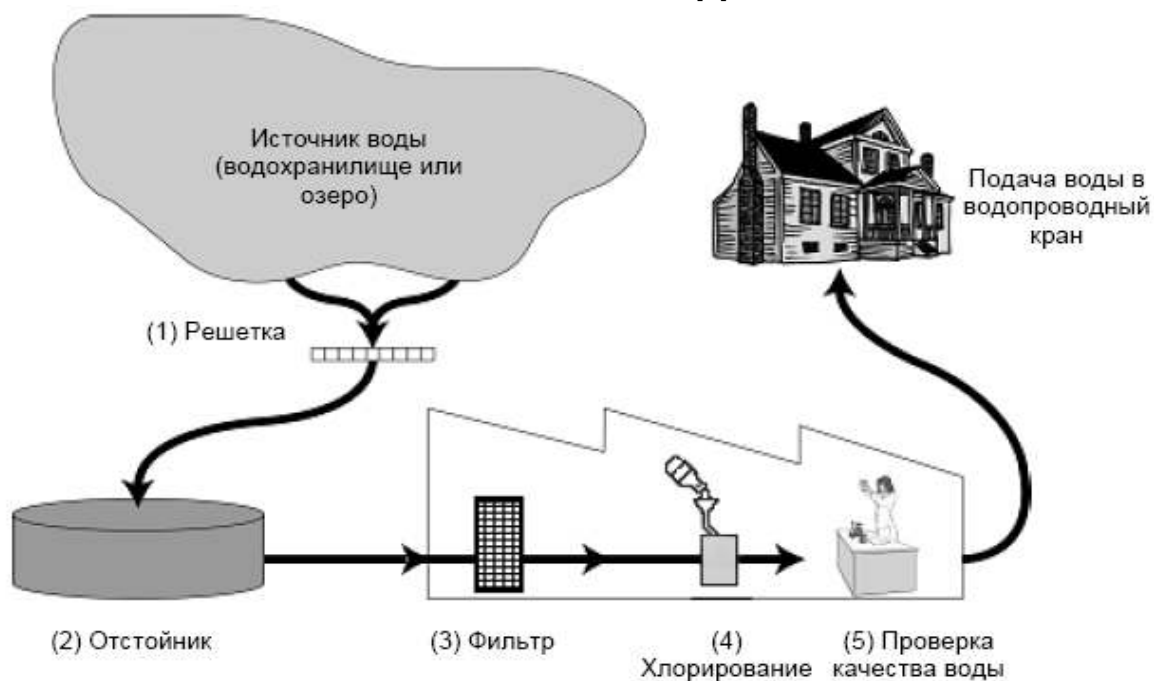 Источник воды
(водохранилище или
озеро)
Подача воды в
водопроводный
кран
(1) Решетка
(2) Отстойник
(3) Фильтр
(4)
Хлорирование
(5) Проверка
качества воды